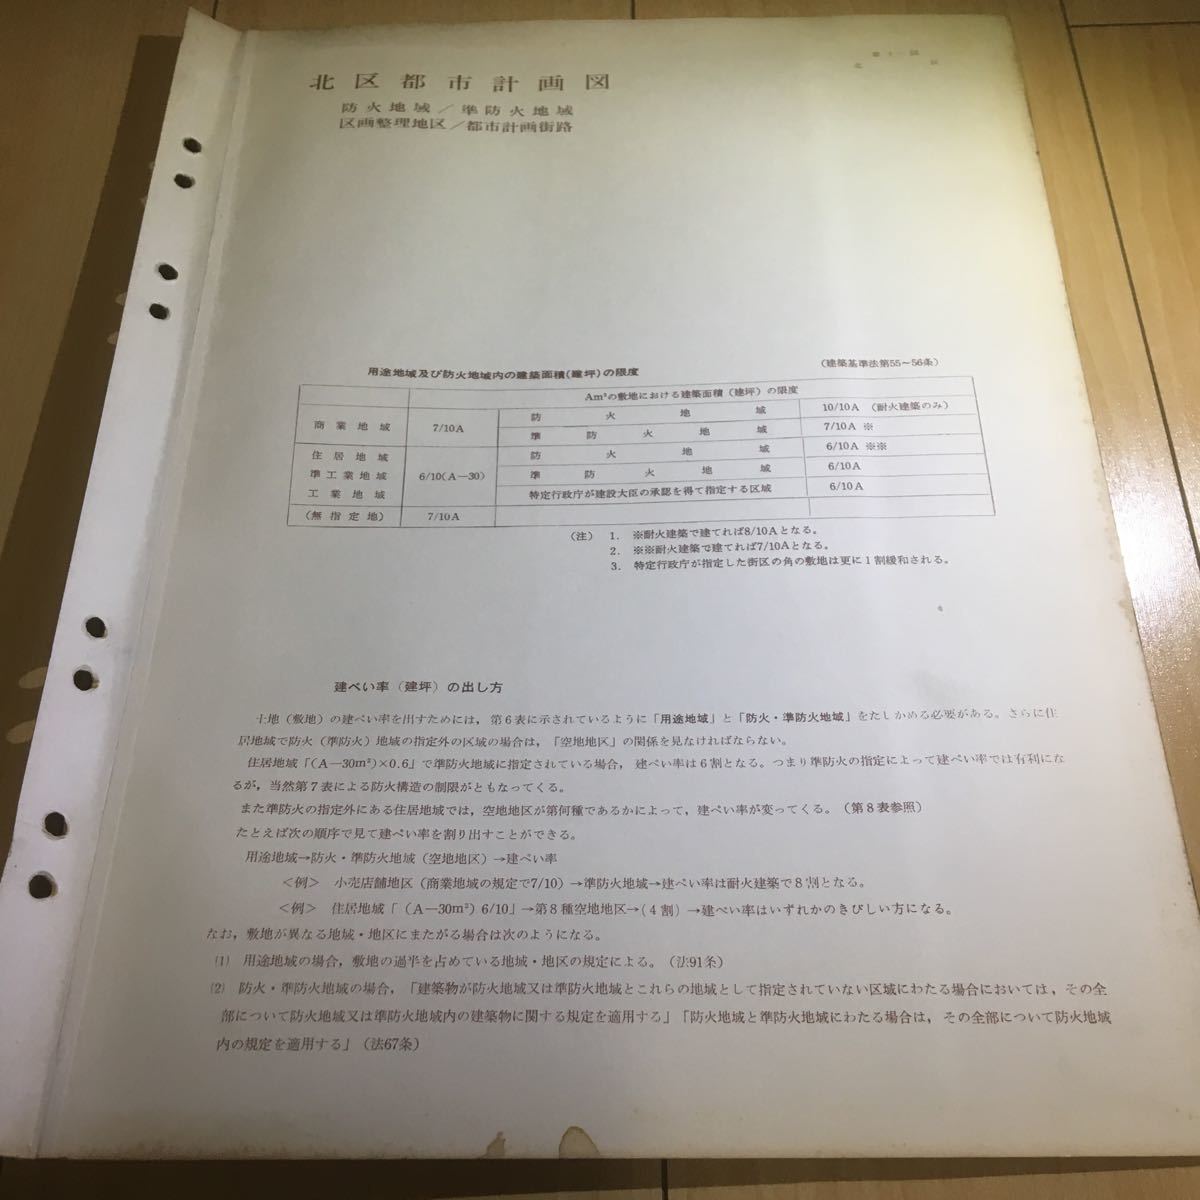 北区都市計画図
防火地域／準防火地域
区画整理地区／都市計画街路
用途地域及び防火地域内の建築面積(建坪)の限度
(建築基準法第55～56条)
Am²の敷地における建築面積（建坪）の限度
商業地域 7/10A 防火地域 10/10A （耐火建築のみ）
準防火地域 7/10A ※
住居地域 防火地域 6/10A ※※
準工業地域 6/10(A—30) 準防火地域 6/10A
工業地域 特定行政庁が建設大臣の承認を得て指定する区域 6/10A
(無指定地) 7/10A
(注) 1. ※耐火建築で建てれば8/10Aとなる。
2. ※※耐火建築で建てれば7/10Aとなる。
3. 特定行政庁が指定した街区の角の敷地は更に1割緩和される。
建ぺい率（建坪）の出し方
土地（敷地）の建ぺい率を出すためには，第6表に示されているように「用途地域」と「防火・準防火地域」をたしかめる必要がある。さらに住
居地域で防火（準防火）地域の指定外の区域の場合は，「空地地区」の関係を見なければならない。
住居地域「(A—30m²)×0.6」で準防火地域に指定されている場合，建ぺい率は6割となる。つまり準防火の指定によって建ぺい率では有利にな
るが，当然第7表による防火構造の制限がともなってくる。
また準防火の指定外にある住居地域では，空地地区が第何種であるかによって，建ぺい率が変ってくる。（第8表参照）
たとえば次の順序で見て建ぺい率を割り出すことができる。
用途地域→防火・準防火地域（空地地区）→建ぺい率
＜例＞ 小売店舗地区（商業地域の規定で7/10）→準防火地域→建ぺい率は耐火建築で8割となる。
＜例＞ 住居地域「(A—30m²) 6/10」→第8種空地地区→(4割)→建ぺい率はいずれかのきびしい方になる。
なお，敷地が異なる地域・地区にまたがる場合は次のようになる。
(1) 用途地域の場合，敷地の過半を占めている地域・地区の規定による。（法91条）
(2) 防火・準防火地域の場合，「建築物が防火地域又は準防火地域とこれらの地域として指定されていない区域にわたる場合においては，その全
部について防火地域又は準防火地域内の建築物に関する規定を適用する」「防火地域と準防火地域にわたる場合は，その全部について防火地域
内の規定を適用する」（法67条）